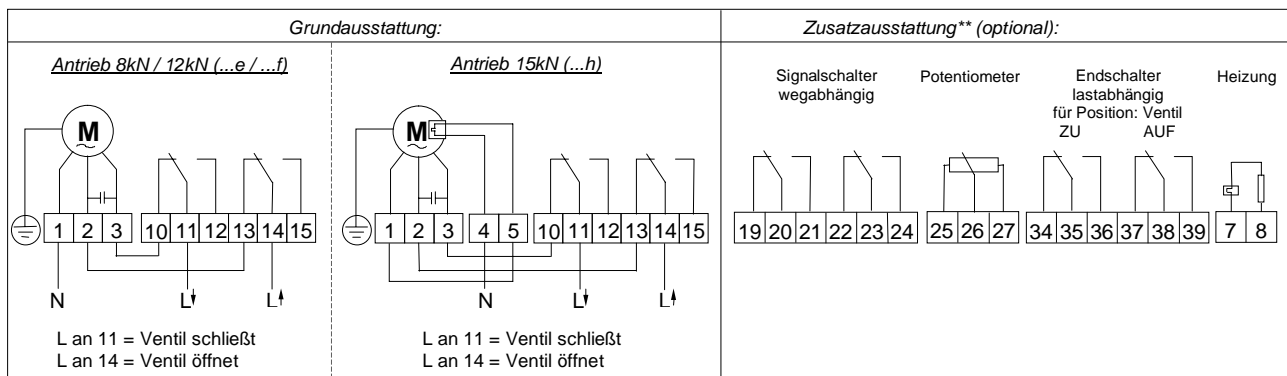 Grundausstattung:
Zusatzausstattung** (optional):
Antrieb 8kN / 12kN (...e / ...f)
Antrieb 15kN (...h)
Signalschalter
wegabhängig
Potentiometer
Endschalter
lastabhängig
für Position: Ventil
ZU AUF
Heizung
M
M
1 2 3 10 11 12 13 14 15
1 2 3 4 5 10 11 12 13 14 15
19 20 21 22 23 24
25 26 27
34 35 36 37 38 39
7 8
N L L
N L L
L an 11 = Ventil schließt
L an 14 = Ventil öffnet
L an 11 = Ventil schließt
L an 14 = Ventil öffnet